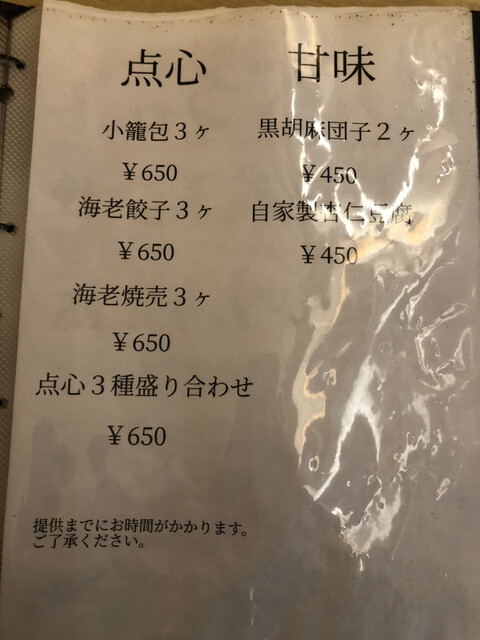 点心
小籠包３ヶ
￥650
海老餃子３ヶ
￥650
海老焼売３ヶ
￥650
点心３種盛り合わせ
￥650
甘味
黒胡麻団子２ヶ
￥450
自家製杏仁豆腐
￥450
提供までにお時間がかかります。
ご了承ください。